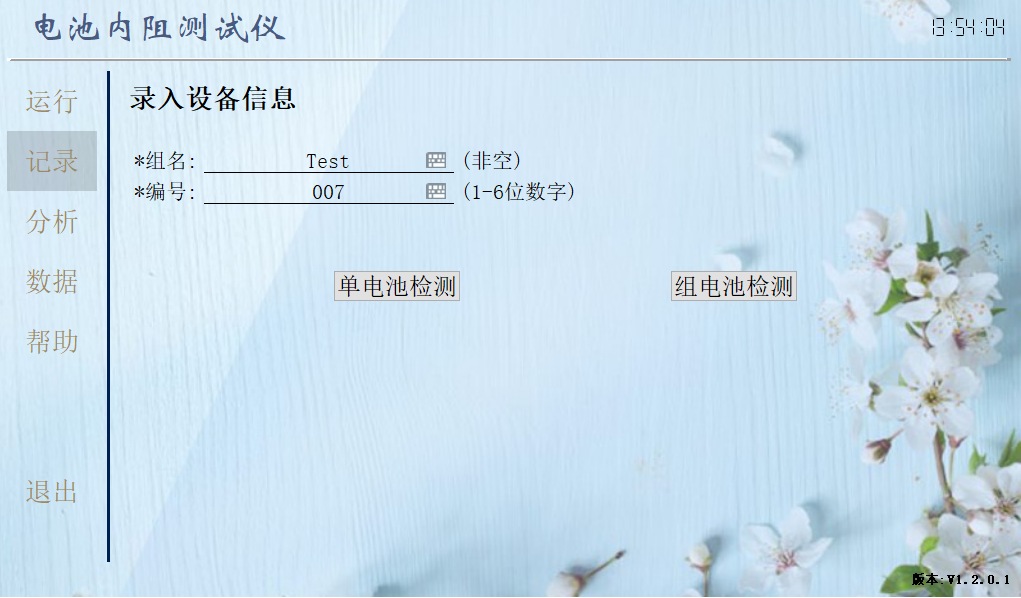 电池内阻测试仪
13:54:04
运行
记录
分析
数据
帮助
退出
录入设备信息
*组名: Test (非空)
*编号: 007 (1-6位数字)
单电池检测
组电池检测
版本:V1.2.0.1